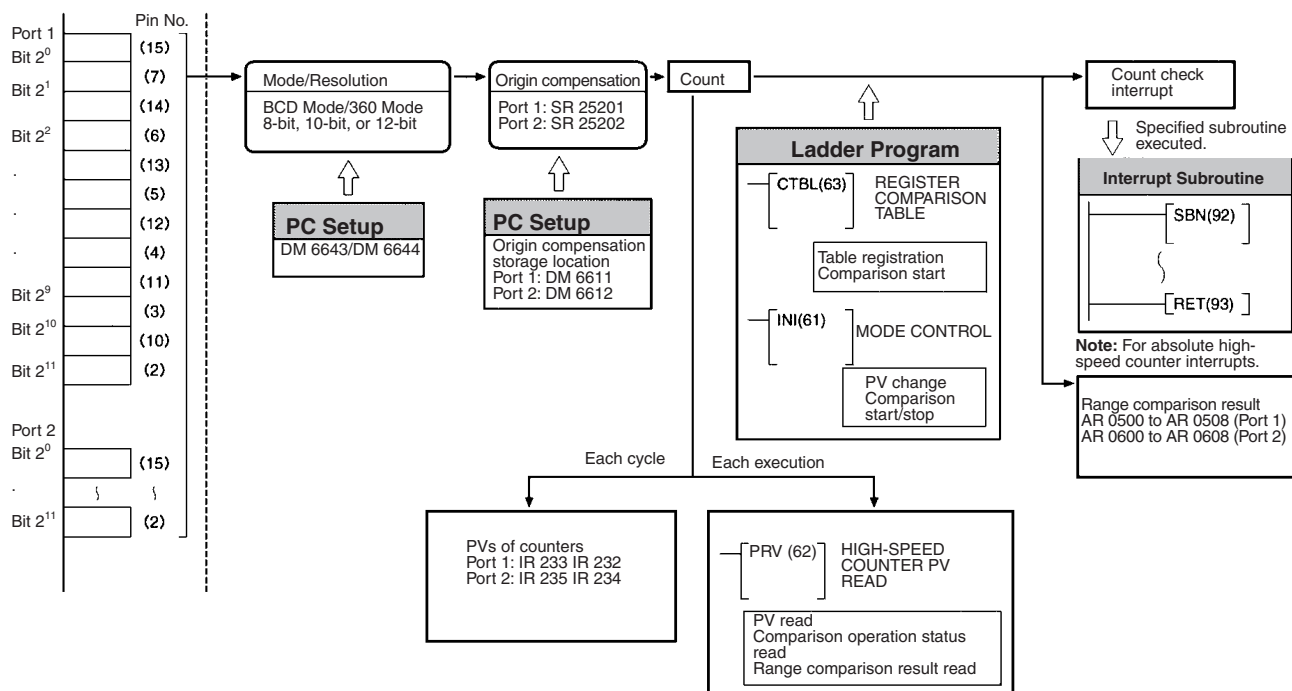 Pin No.
Port 1
Bit 2⁰
(15)
(7)
Bit 2¹
(14)
Bit 2²
(6)
.
(13)
(5)
.
(12)
.
(4)
(11)
Bit 2⁹
(3)
Bit 2¹⁰
(10)
Bit 2¹¹
(2)
Port 2
Bit 2⁰
(15)
.
Bit 2¹¹
(2)
Mode/Resolution
BCD Mode/360 Mode
8-bit, 10-bit, or 12-bit
PC Setup
DM 6643/DM 6644
Origin compensation
Port 1: SR 25201
Port 2: SR 25202
PC Setup
Origin compensation
storage location
Port 1: DM 6611
Port 2: DM 6612
Count
Ladder Program
CTBL(63)
REGISTER
COMPARISON
TABLE
Table registration
Comparison start
INI(61)
MODE CONTROL
PV change
Comparison
start/stop
Count check
interrupt
Specified subroutine
executed.
Interrupt Subroutine
SBN(92)
RET(93)
Note: For absolute high-
speed counter interrupts.
Range comparison result
AR 0500 to AR 0508 (Port 1)
AR 0600 to AR 0608 (Port 2)
Each cycle
Each execution
PVs of counters
Port 1: IR 233 IR 232
Port 2: IR 235 IR 234
PRV (62)
HIGH-SPEED
COUNTER PV
READ
PV read
Comparison operation status
read
Range comparison result read